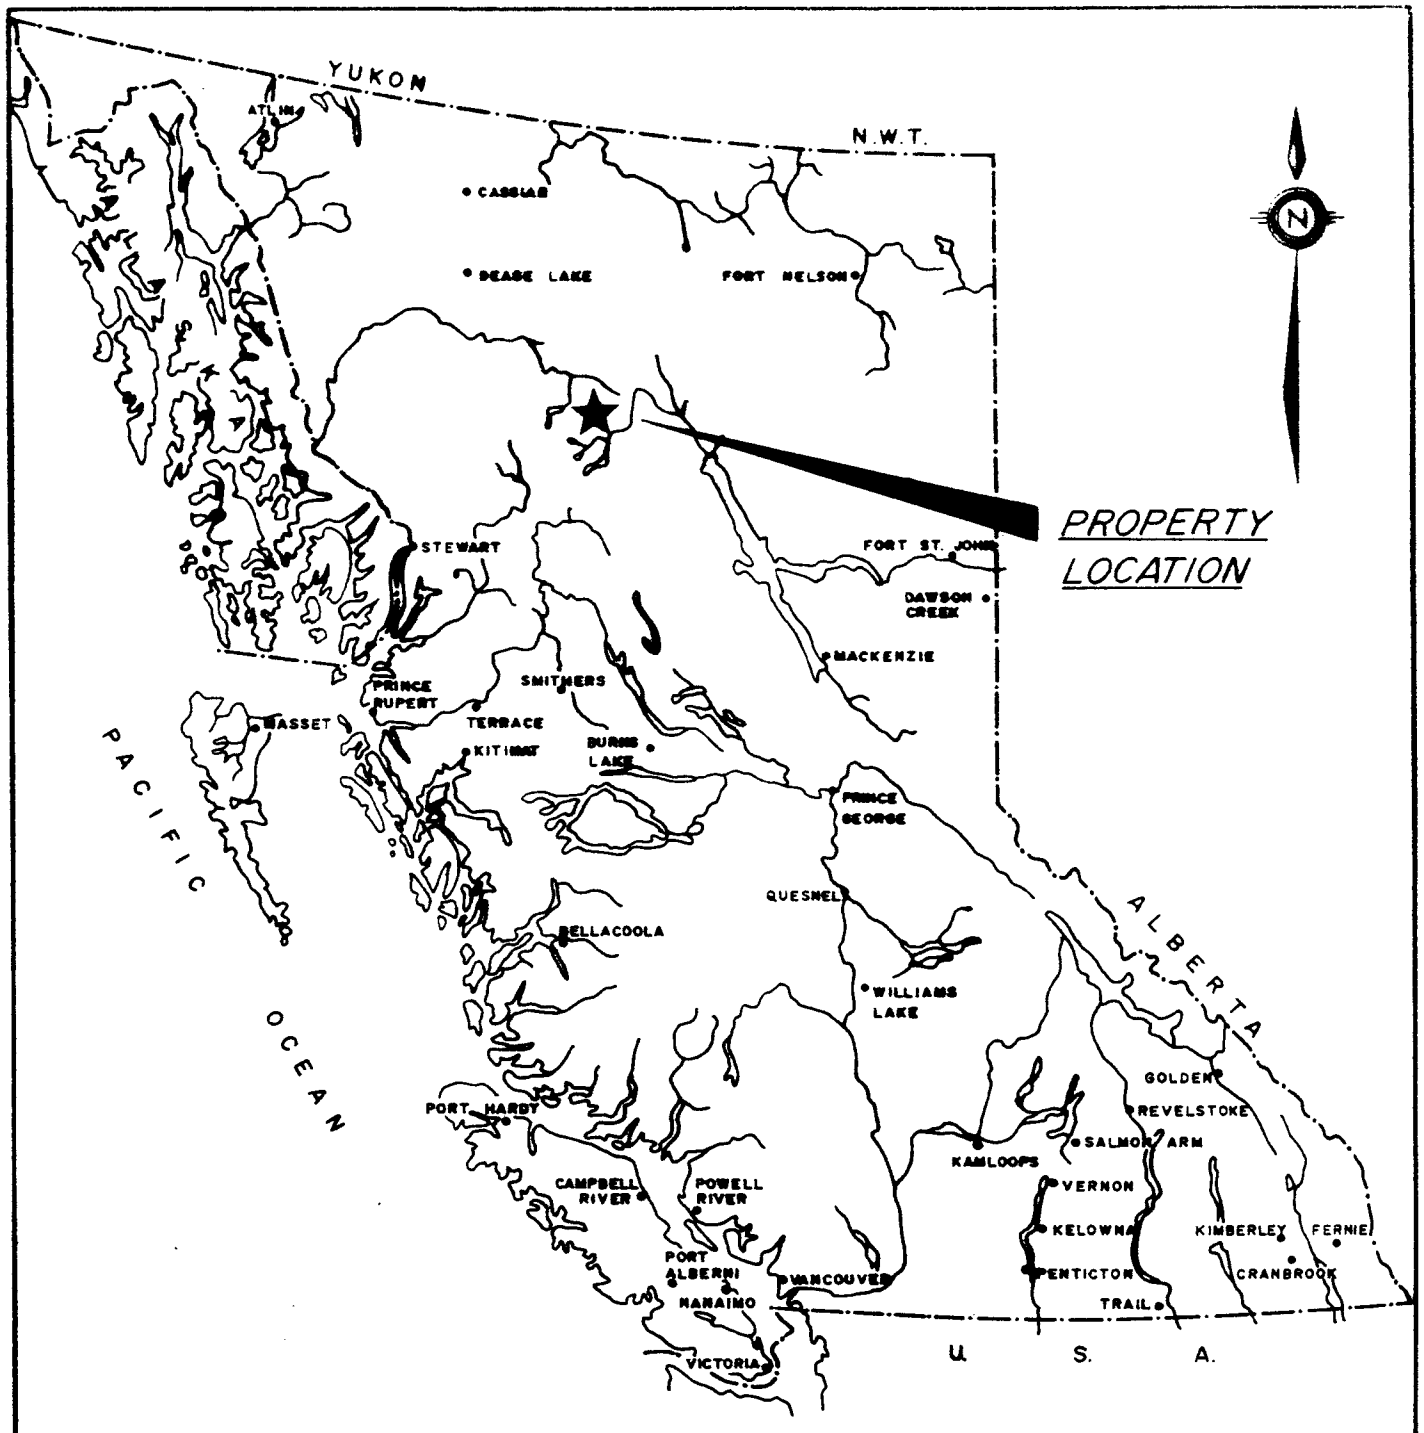 YUKON
N.W.T.
ATLIN
CASSIAR
DEASE LAKE
FORT NELSON
N
ALASKA
PROPERTY
LOCATION
STEWART
FORT ST. JOHN
DAWSON
CREEK
MACKENZIE
PRINCE
RUPERT
SMITHERS
TERRACE
MASSET
KITIMAT
BURNS
LAKE
PRINCE
GEORGE
PACIFIC
OCEAN
QUESNEL
ALBERTA
BELLACOOLA
WILLIAMS
LAKE
GOLDEN
PORT HARDY
REVELSTOKE
SALMON ARM
KAMLOOPS
CAMPBELL
RIVER
POWELL
RIVER
VERNON
KELOWNA
KIMBERLEY
FERNIE
PORT
ALBERNI
VANCOUVER
PENTICTON
CRANBROOK
NANAIMO
TRAIL
VICTORIA
U. S. A.